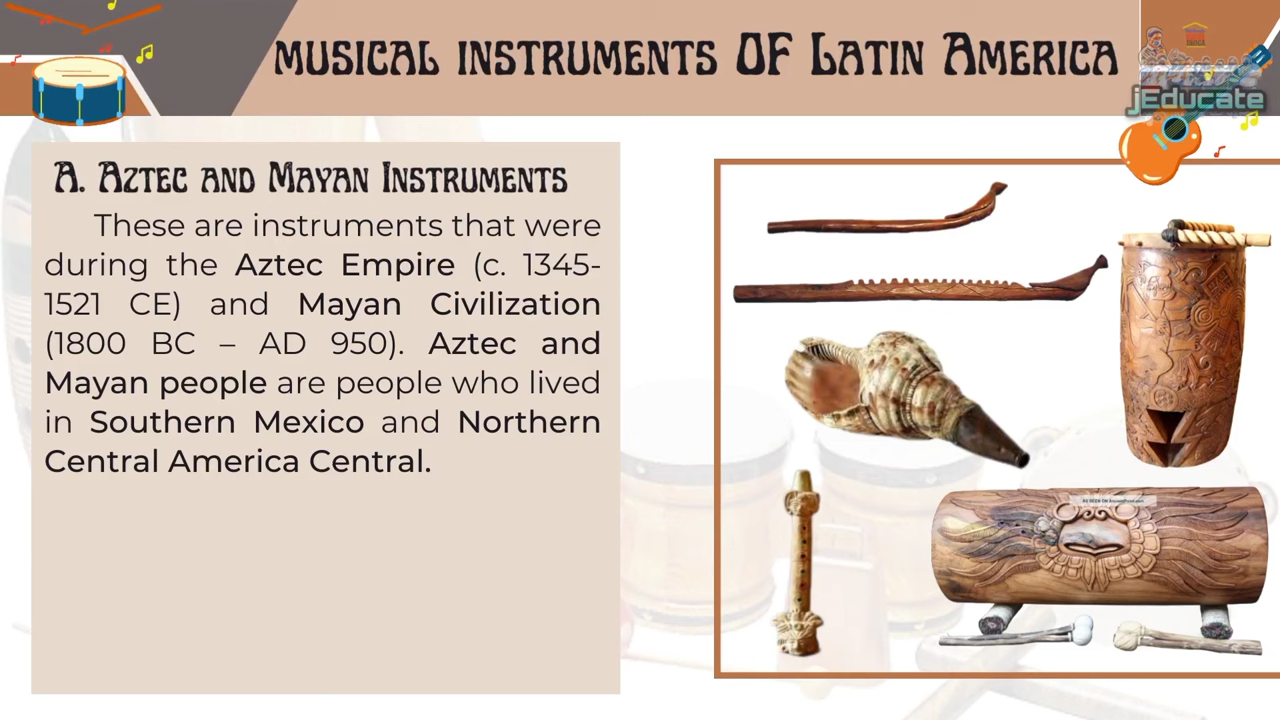 MUSICAL INSTRUMENTS OF LATIN AMERICA
jEducate
A. AZTEC AND MAYAN INSTRUMENTS
These are instruments that were
during the Aztec Empire (c. 1345-
1521 CE) and Mayan Civilization
(1800 BC – AD 950). Aztec and
Mayan people are people who lived
in Southern Mexico and Northern
Central America Central.